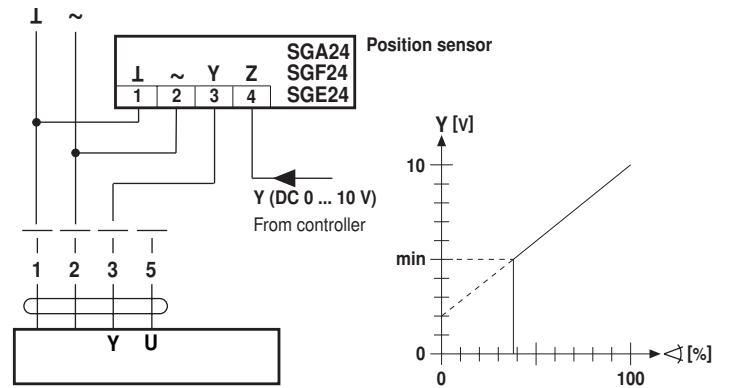 ⊥ ~
SGA24
SGF24
SGE24
Position sensor
⊥ ~ Y Z
1 2 3 4
Y (DC 0 ... 10 V)
From controller
1 2 3 5
Y U
Y [V]
10
min
0
0 100
[%]